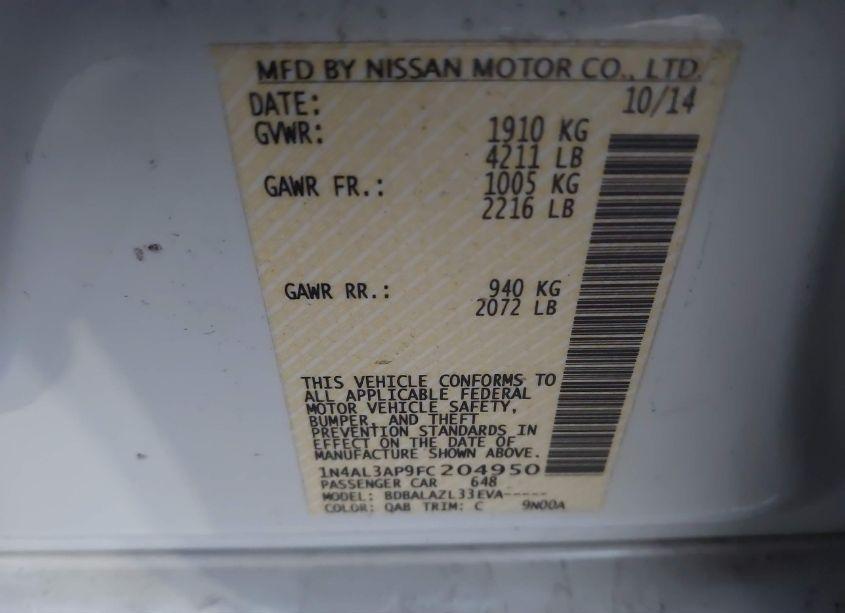 MFD BY NISSAN MOTOR CO., LTD.
DATE: 10/14
GVWR: 1910 KG
4211 LB
GAWR FR.: 1005 KG
2216 LB
GAWR RR.: 940 KG
2072 LB
THIS VEHICLE CONFORMS TO
ALL APPLICABLE FEDERAL
MOTOR VEHICLE SAFETY,
BUMPER, AND THEFT
PREVENTION STANDARDS IN
EFFECT ON THE DATE OF
MANUFACTURE SHOWN ABOVE.
1N4AL3AP9FC204950
PASSENGER CAR 648
MODEL: BDBALAZL33EVA-----
COLOR: QAB TRIM: C 9N00A